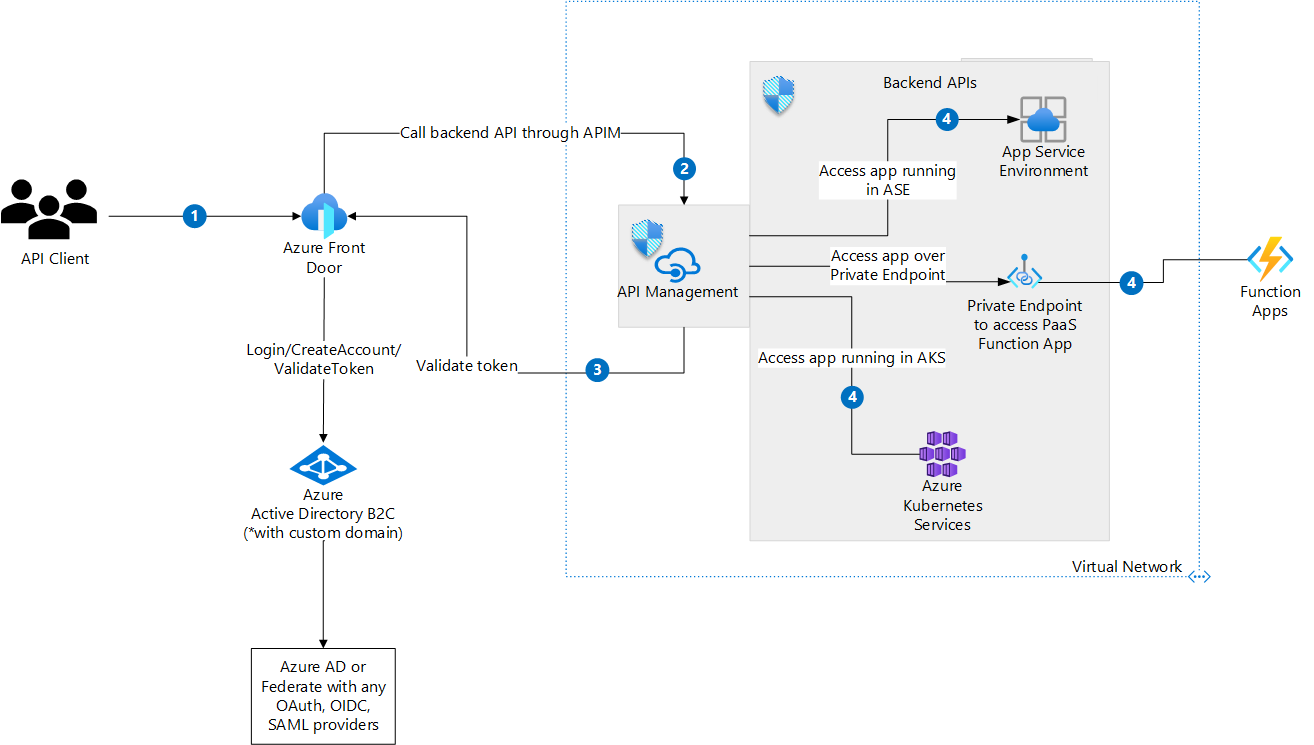 Backend APIs
4
App Service
Environment
Call backend API through APIM
2
Access app running
in ASE
1
API Client
Azure Front
Door
API Management
Access app over
Private Endpoint
Private Endpoint
to access PaaS
Function App
4
Function
Apps
Login/CreateAccount/
ValidateToken
Validate token
3
Access app running in AKS
4
Azure
Kubernetes
Services
Azure
Active Directory B2C
(*with custom domain)
Virtual Network
Azure AD or
Federate with any
OAuth, OIDC,
SAML providers